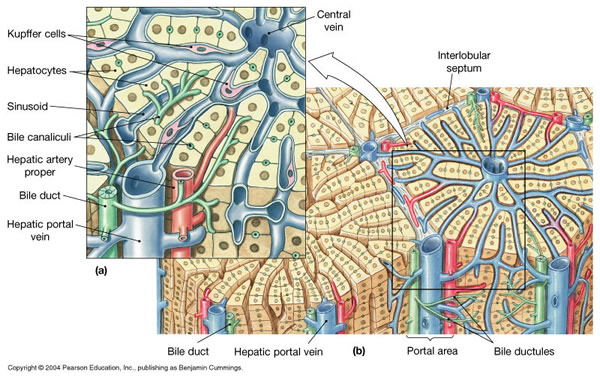 Kupffer cells
Hepatocytes
Sinusoid
Bile canaliculi
Hepatic artery
proper
Bile duct
Hepatic portal
vein
(a)
Central
vein
Interlobular
septum
Bile duct
Hepatic portal vein
(b)
Portal area
Bile ductules
Copyright © 2004 Pearson Education, Inc., publishing as Benjamin Cummings.